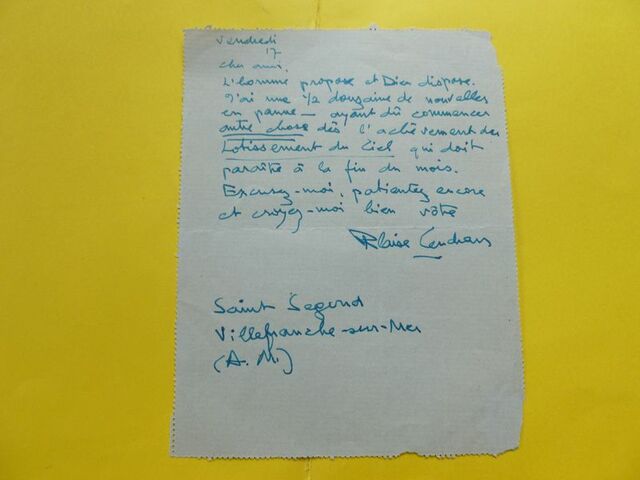 Vendredi
17
cher ami,
L'homme propose et Dieu dispose.
J'ai une 1/2 douzaine de nouvelles
en panne — ayant dû commencer
autre chose dès l'achèvement du
Lotissement du Ciel qui doit
paraître à la fin du mois.
Excusez-moi, patientez encore
et croyez-moi bien vôtre
Blaise Cendrars
Saint Segond
Villefranche-sur-Mer
(A.M.)